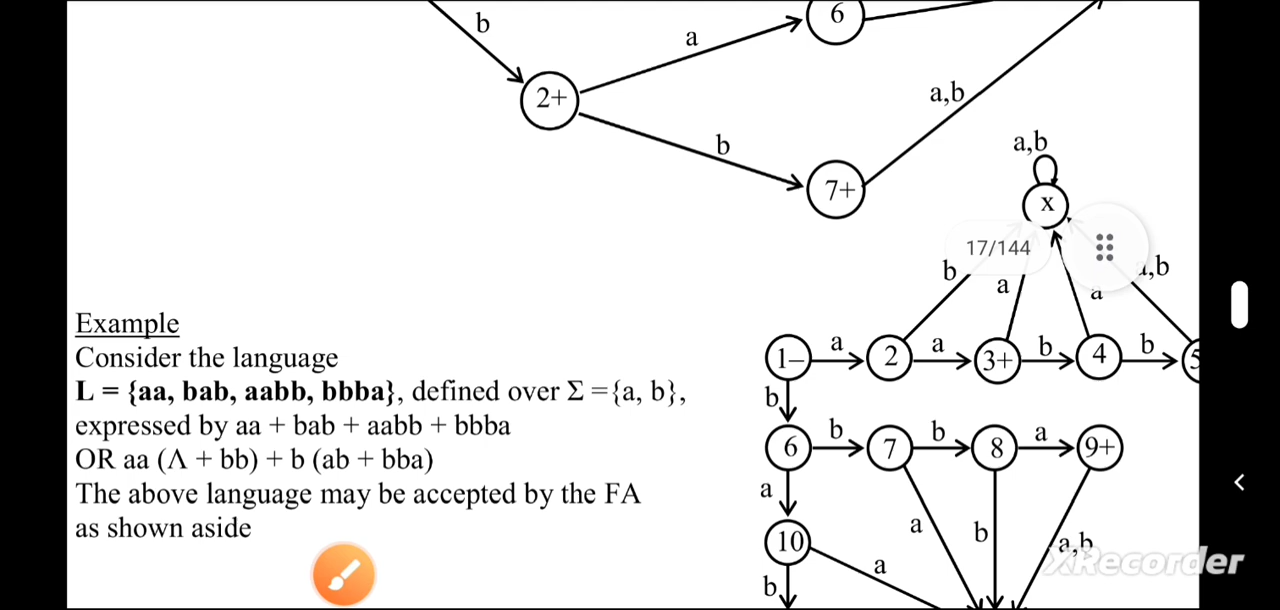 b
a
6
2+
a,b
b
7+
a,b
x
17/144
b
a
a
,b
Example
Consider the language
L = {aa, bab, aabb, bbba}, defined over Σ ={a, b},
expressed by aa + bab + aabb + bbba
OR aa (Λ + bb) + b (ab + bba)
The above language may be accepted by the FA
as shown aside
1–
a
2
a
3+
b
4
b
5
b
6
b
7
b
8
a
9+
a
10
a
b
a,b
a
b
XRecorder